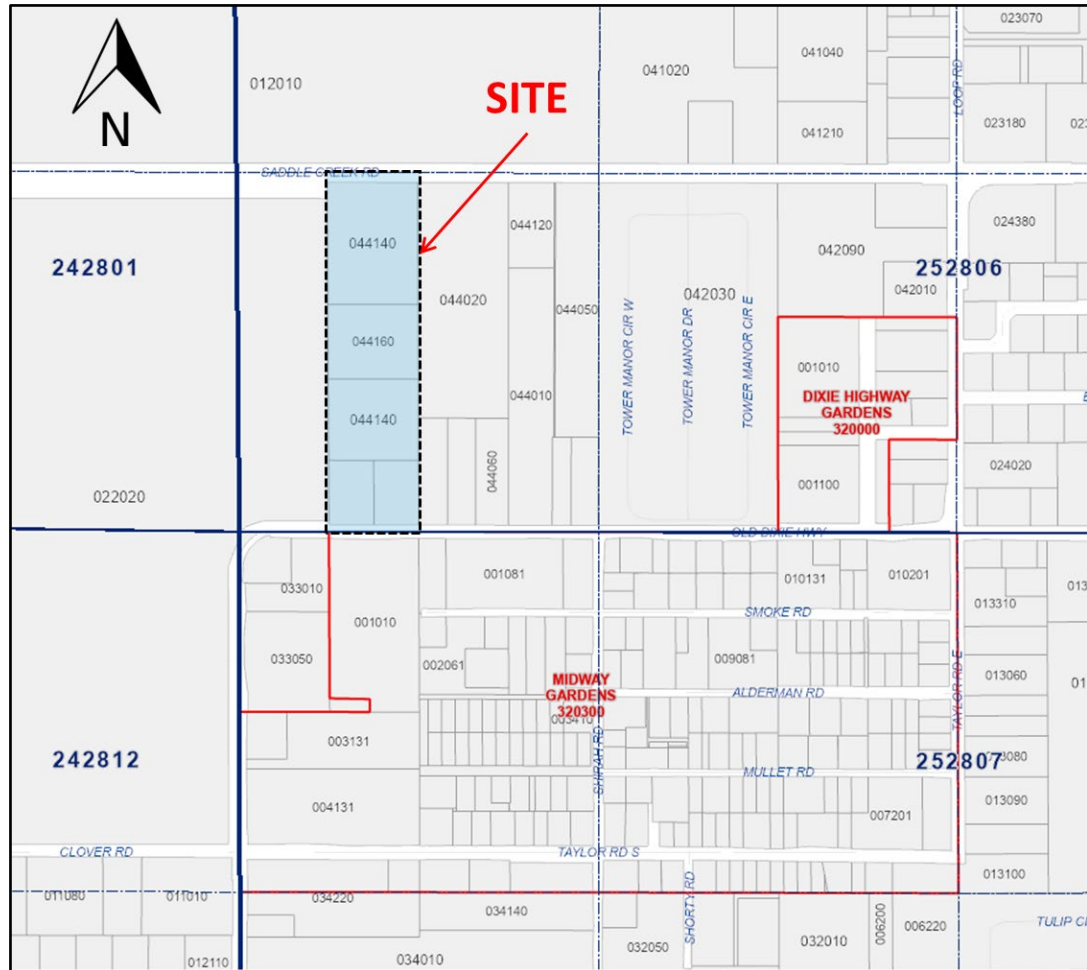 023070
041040
012010
041020
SITE
LOOP RD
N
041210
023180
SADDLE CREEK RD
044120
024380
044140
042090
242801
252806
044020
042010
042030
044050
TOWER MANOR CIR W
TOWER MANOR DR
TOWER MANOR CIR E
044160
001010
044010
DIXIE HIGHWAY
GARDENS
320000
044140
024020
044060
001100
022020
OLD DIXIE HWY
001081
010131
010201
033010
013310
SMOKE RD
001010
033050
002061
009081
TAYLOR RD E
013060
MIDWAY
GARDENS
320300
ALDERMAN RD
003410
SHIRAH RD
003131
242812
252807
013080
MULLET RD
004131
013090
007201
CLOVER RD
TAYLOR RD S
013100
011080
011010
034220
034140
SHORTY RD
006200
006220
TULIP
032050
032010
012110
034010